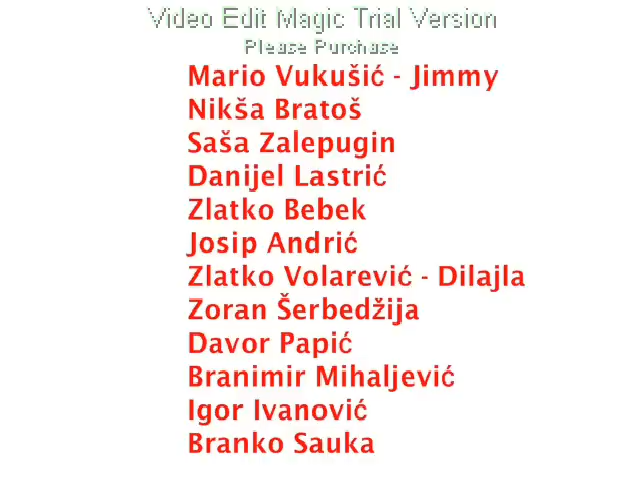 Video Edit Magic Trial Version
Please Purchase
Mario Vukušić - Jimmy
Nikša Bratoš
Saša Zalepugin
Danijel Lastrić
Zlatko Bebek
Josip Andrić
Zlatko Volarević - Dilajla
Zoran Šerbedžija
Davor Papić
Branimir Mihaljević
Igor Ivanović
Branko Sauka